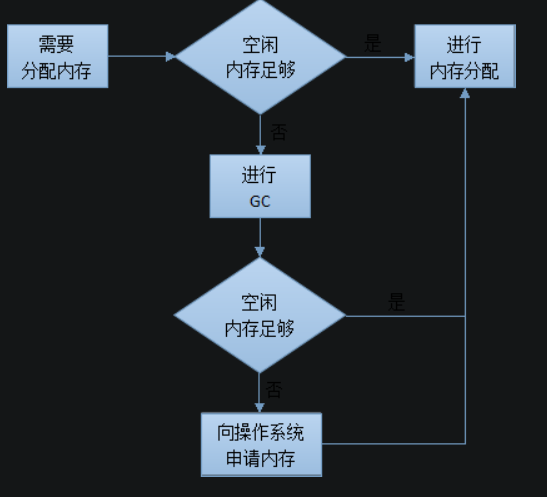 需要
分配内存
空闲
内存足够
是
进行
内存分配
否
进行
GC
空闲
内存足够
是
否
向操作系统
申请内存